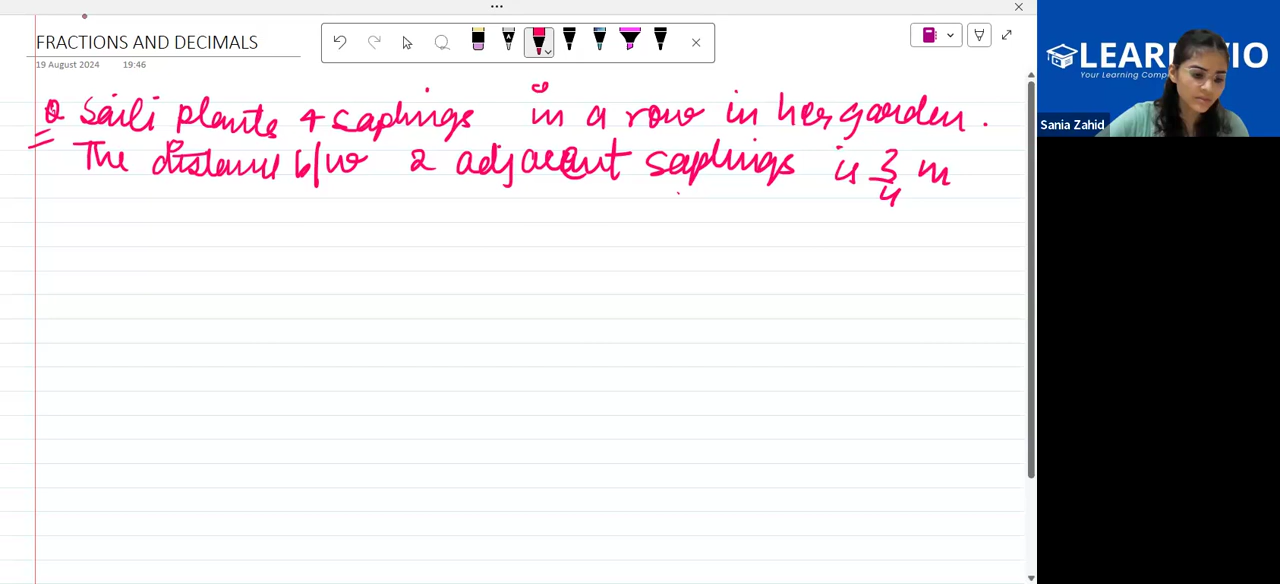 FRACTIONS AND DECIMALS
19 August 2024 19:46
Q Saili plants 4 saplings in a row in her garden.
The distance b/w 2 adjacent saplings is 3/4 m
Your Learning Comp
Sania Zahid